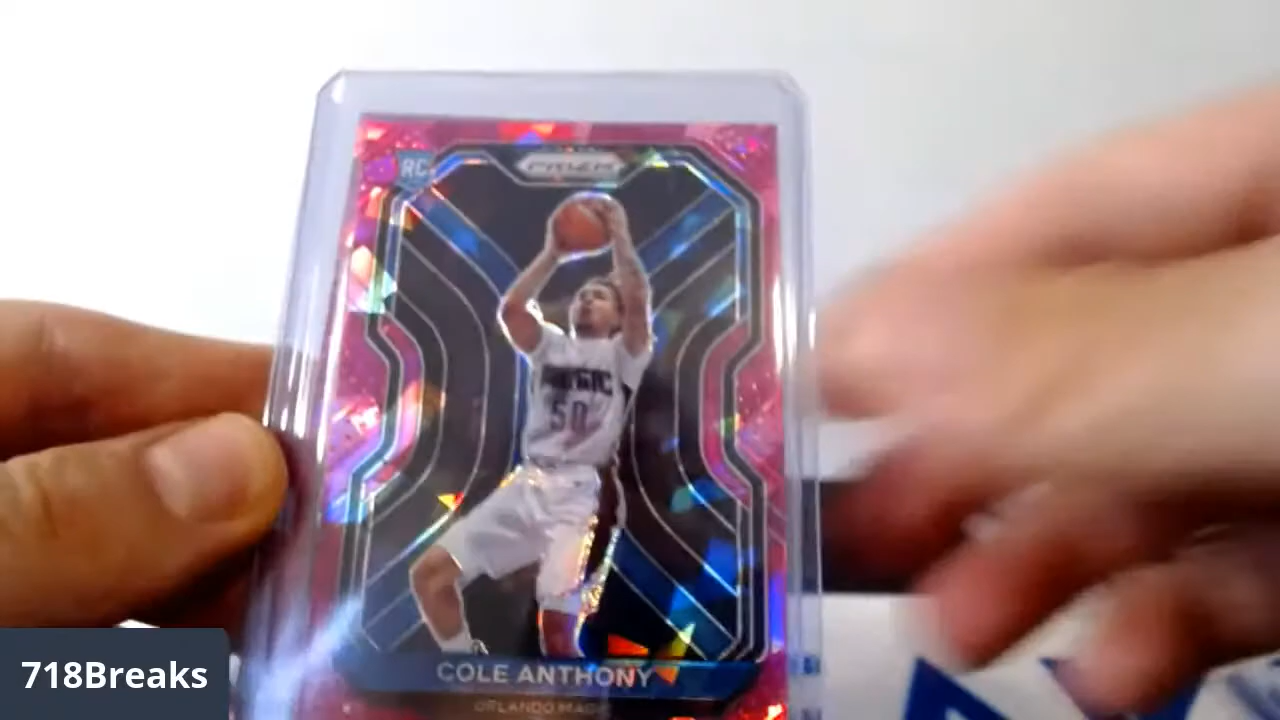 RC
PRIZM
MAGIC
50
COLE ANTHONY
ORLANDO MAGIC
718Breaks